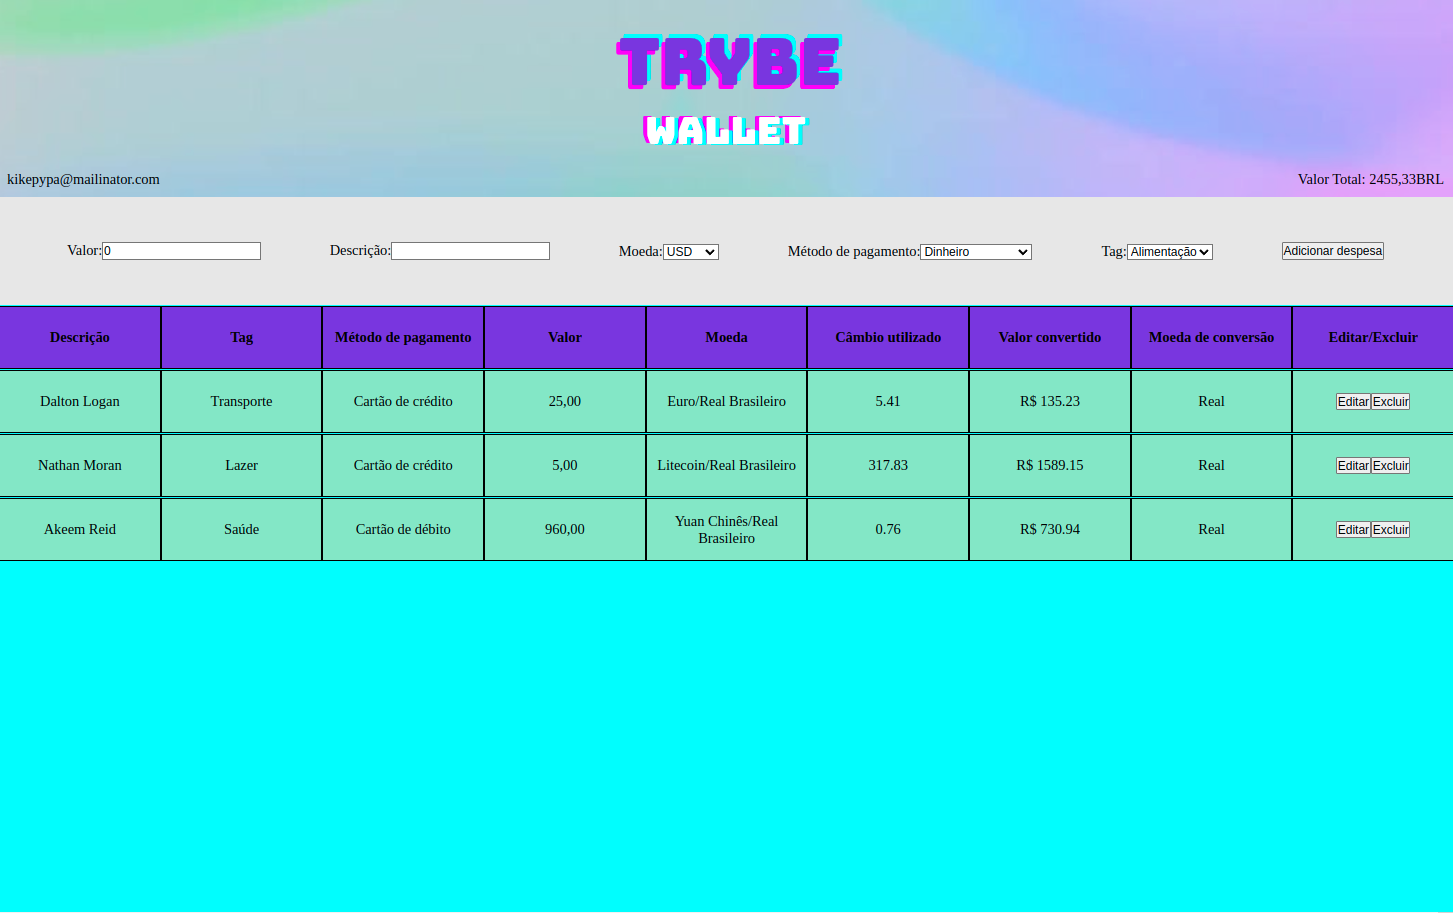 TRYBE
WALLET
kikepypa@mailinator.com Valor Total: 2455,33BRL
Valor:0 Descrição: Moeda:USD Método de pagamento:Dinheiro Tag:Alimentação Adicionar despesa
Descrição Tag Método de pagamento Valor Moeda Câmbio utilizado Valor convertido Moeda de conversão Editar/Excluir
Dalton Logan Transporte Cartão de crédito 25,00 Euro/Real Brasileiro 5.41 R$ 135.23 Real Editar Excluir
Nathan Moran Lazer Cartão de crédito 5,00 Litecoin/Real Brasileiro 317.83 R$ 1589.15 Real Editar Excluir
Akeem Reid Saúde Cartão de débito 960,00 Yuan Chinês/Real Brasileiro 0.76 R$ 730.94 Real Editar Excluir